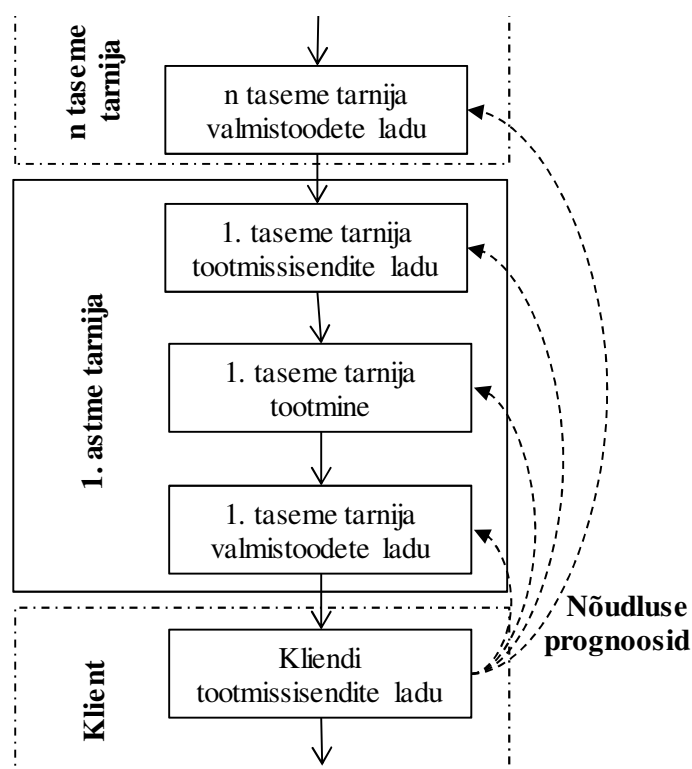 n taseme
tarnija
n taseme tarnija
valmistoodete ladu
1. astme tarnija
1. taseme tarnija
tootmissisendite ladu
1. taseme tarnija
tootmine
1. taseme tarnija
valmistoodete ladu
Nõudluse
prognoosid
Klient
Kliendi
tootmissisendite ladu